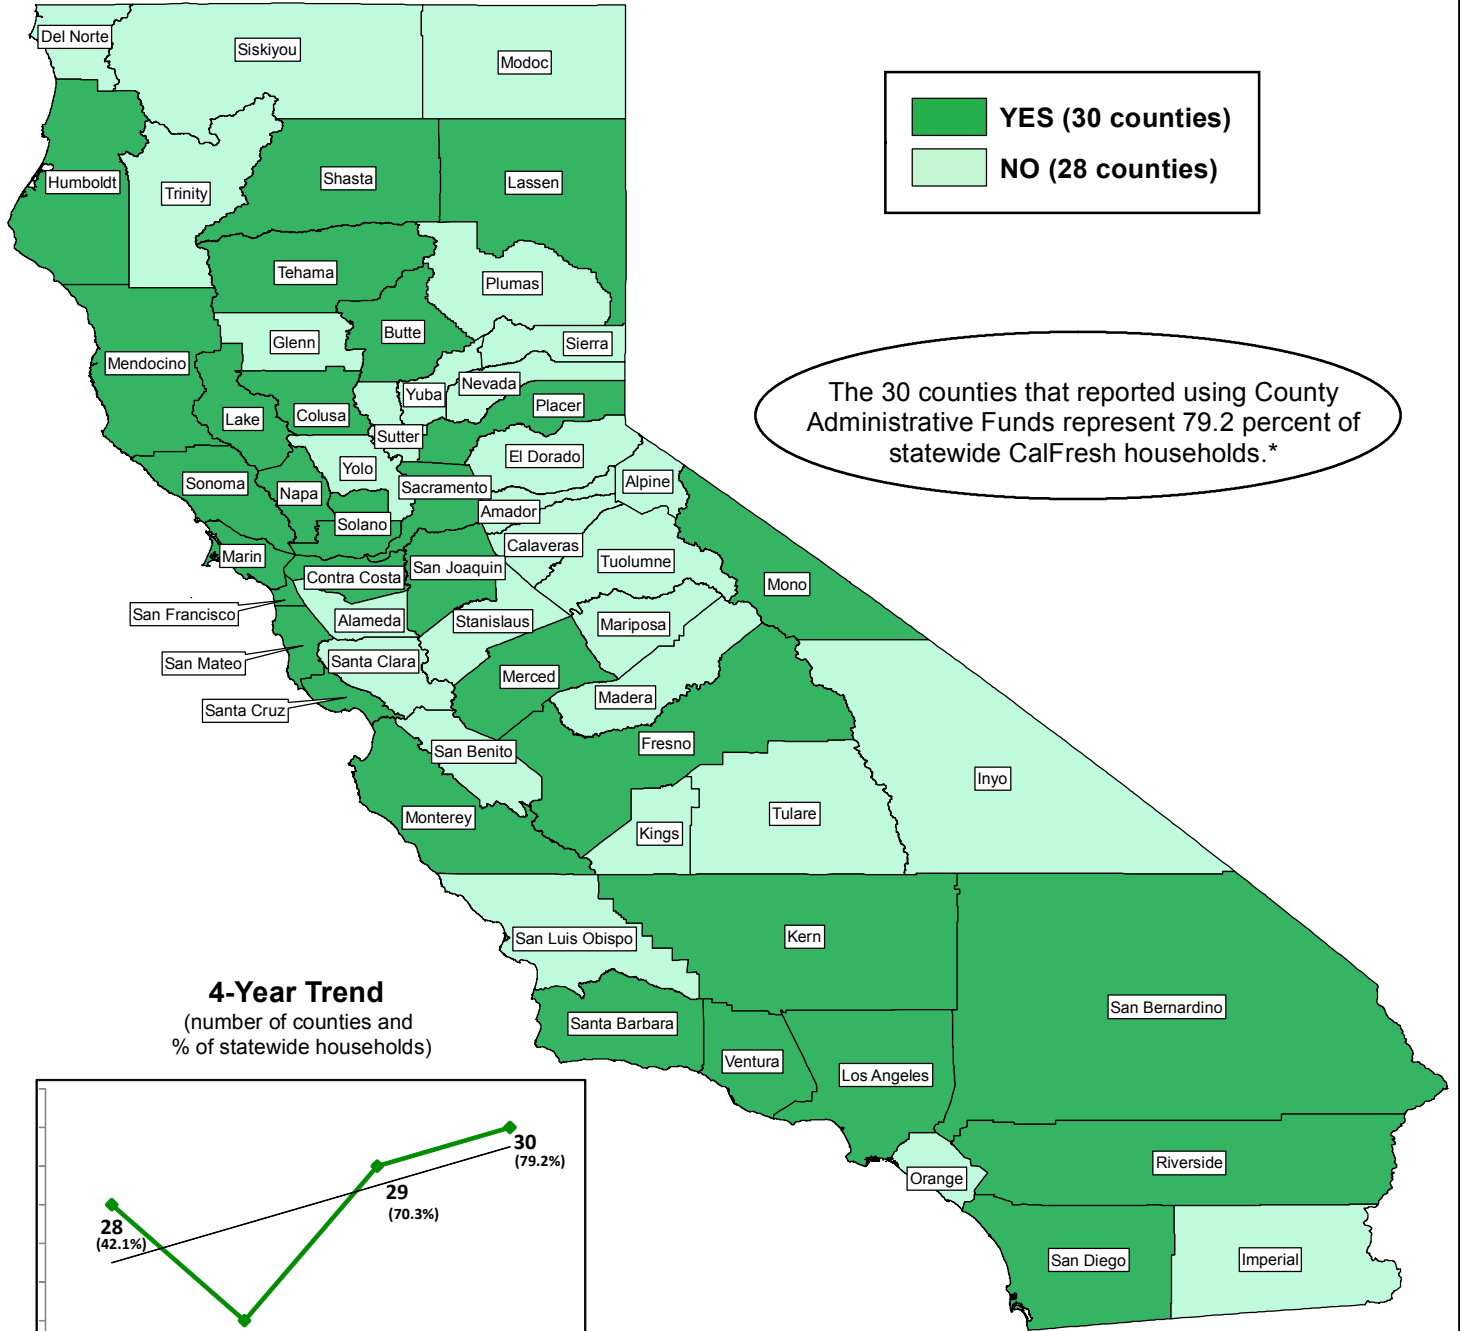 Del Norte
Siskiyou
Modoc
YES (30 counties)
NO (28 counties)
Humboldt
Trinity
Shasta
Lassen
Tehama
Plumas
Glenn
Butte
Sierra
Mendocino
Yuba
Nevada
Lake
Colusa
Placer
The 30 counties that reported using County
Administrative Funds represent 79.2 percent of
statewide CalFresh households.*
Sutter
El Dorado
Yolo
Sonoma
Napa
Sacramento
Alpine
Solano
Amador
Marin
Calaveras
Contra Costa
San Joaquin
Tuolumne
Mono
San Francisco
Alameda
Stanislaus
Mariposa
San Mateo
Santa Clara
Merced
Madera
Santa Cruz
San Benito
Fresno
Inyo
Monterey
Kings
Tulare
San Luis Obispo
Kern
San Bernardino
4-Year Trend
(number of counties and
% of statewide households)
Santa Barbara
Ventura
Los Angeles
30
(79.2%)
Riverside
Orange
29
(70.3%)
28
(42.1%)
San Diego
Imperial